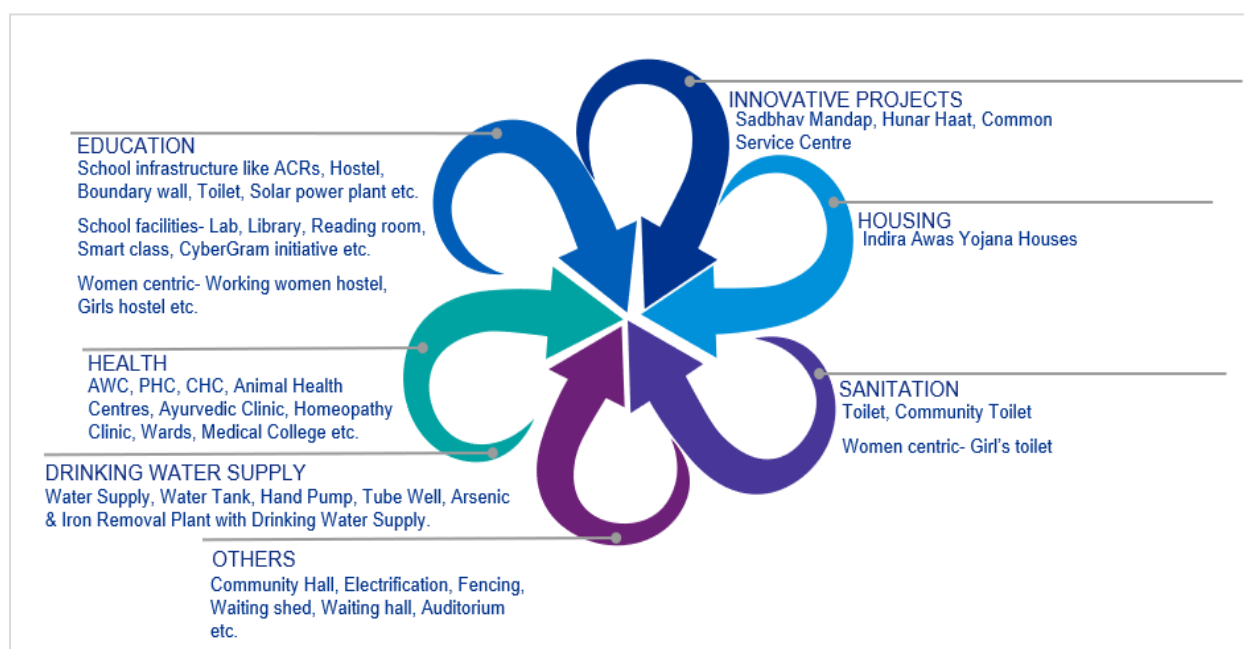 EDUCATION
School infrastructure like ACRs, Hostel,
Boundary wall, Toilet, Solar power plant etc.
School facilities- Lab, Library, Reading room,
Smart class, CyberGram initiative etc.
Women centric- Working women hostel,
Girls hostel etc.
HEALTH
AWC, PHC, CHC, Animal Health
Centres, Ayurvedic Clinic, Homeopathy
Clinic, Wards, Medical College etc.
DRINKING WATER SUPPLY
Water Supply, Water Tank, Hand Pump, Tube Well, Arsenic
& Iron Removal Plant with Drinking Water Supply.
OTHERS
Community Hall, Electrification, Fencing,
Waiting shed, Waiting hall, Auditorium
etc.
INNOVATIVE PROJECTS
Sadbhav Mandap, Hunar Haat, Common
Service Centre
HOUSING
Indira Awas Yojana Houses
SANITATION
Toilet, Community Toilet
Women centric- Girl's toilet